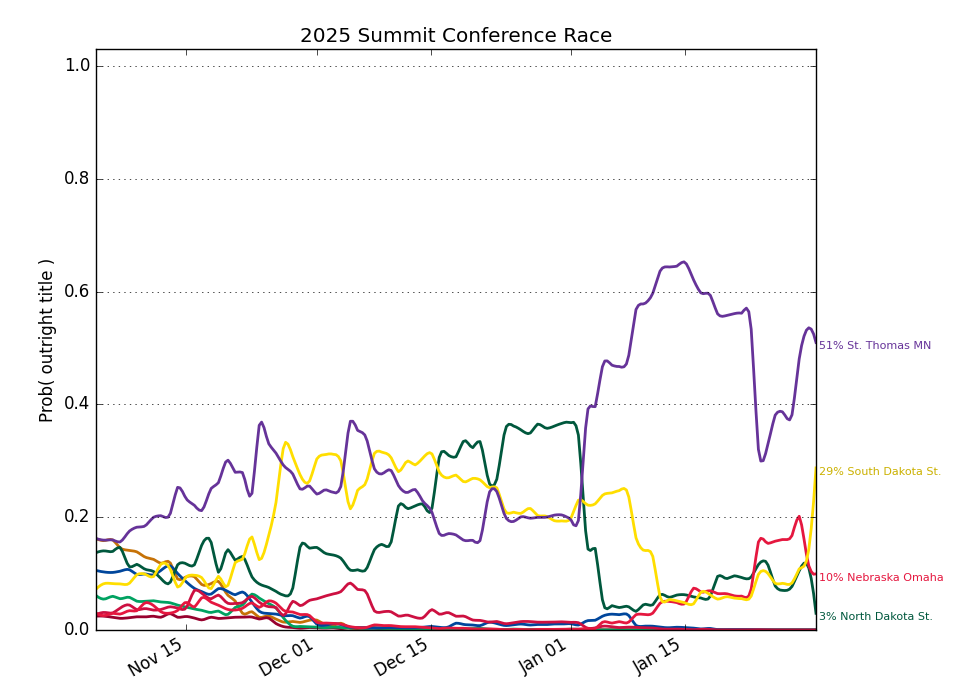 2025 Summit Conference Race
1.0
0.8
0.6
0.4
0.2
0.0
Prob( outright title )
51% St. Thomas MN
29% South Dakota St.
10% Nebraska Omaha
3% North Dakota St.
Nov 15
Dec 01
Dec 15
Jan 01
Jan 15